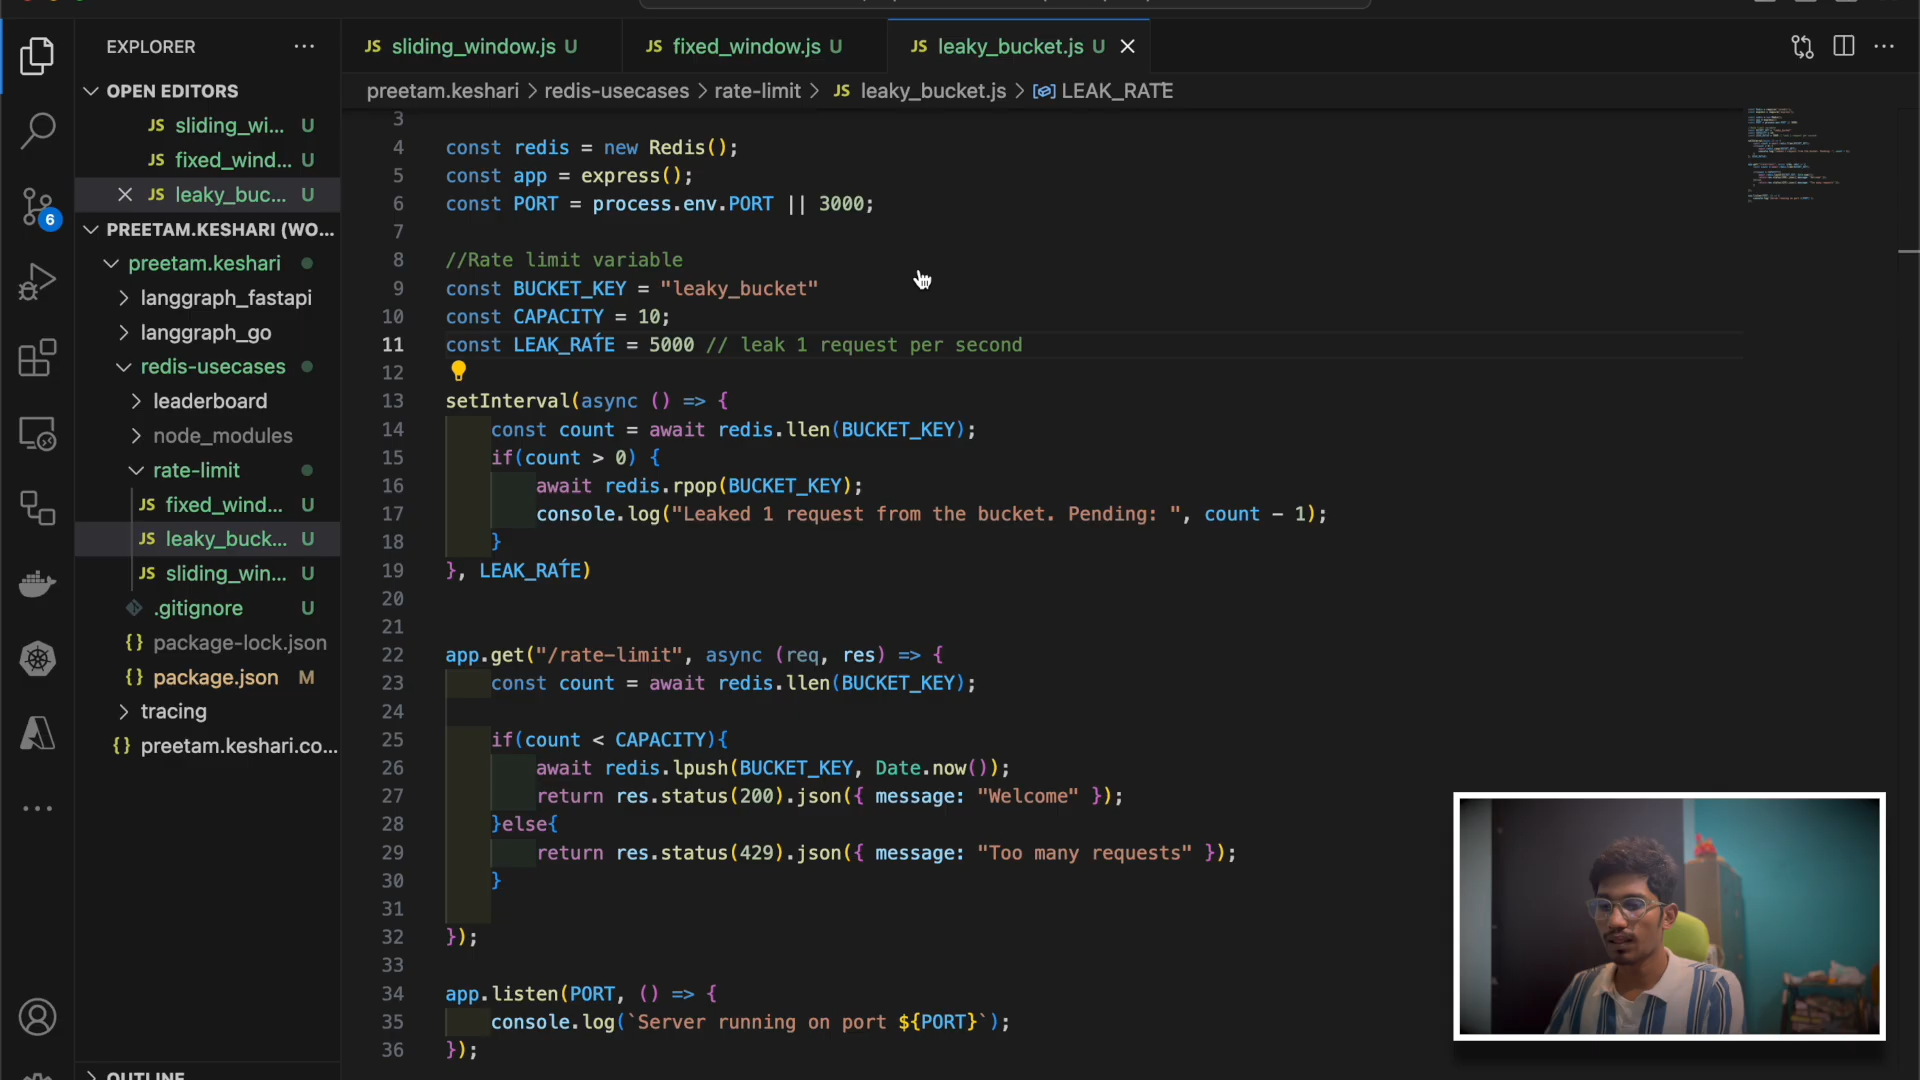 EXPLORER
OPEN EDITORS
JS sliding_wi... U
JS fixed_wind... U
JS leaky_buc... U
PREETAM.KESHARI (WO...
preetam.keshari
langgraph_fastapi
langgraph_go
redis-usecases
leaderboard
node_modules
rate-limit
JS fixed_wind... U
JS leaky_buck... U
JS sliding_win... U
.gitignore U
{} package-lock.json
{} package.json M
tracing
{} preetam.keshari.co...
OUTLINE
6
JS sliding_window.js U
JS fixed_window.js U
JS leaky_bucket.js U
preetam.keshari > redis-usecases > rate-limit > JS leaky_bucket.js > LEAK_RAŤE
3
4 const redis = new Redis();
5 const app = express();
6 const PORT = process.env.PORT || 3000;
7
8 //Rate limit variable
9 const BUCKET_KEY = "leaky_bucket"
10 const CAPACITY = 10;
11 const LEAK_RAŤE = 5000 // leak 1 request per second
12
13 setInterval(async () => {
14 const count = await redis.llen(BUCKET_KEY);
15 if(count > 0) {
16 await redis.rpop(BUCKET_KEY);
17 console.log("Leaked 1 request from the bucket. Pending: ", count - 1);
18 }
19 }, LEAK_RAŤE)
20
21
22 app.get("/rate-limit", async (req, res) => {
23 const count = await redis.llen(BUCKET_KEY);
24
25 if(count < CAPACITY){
26 await redis.lpush(BUCKET_KEY, Date.now());
27 return res.status(200).json({ message: "Welcome" });
28 }else{
29 return res.status(429).json({ message: "Too many requests" });
30 }
31
32 });
33
34 app.listen(PORT, () => {
35 console.log(`Server running on port ${PORT}`);
36 });